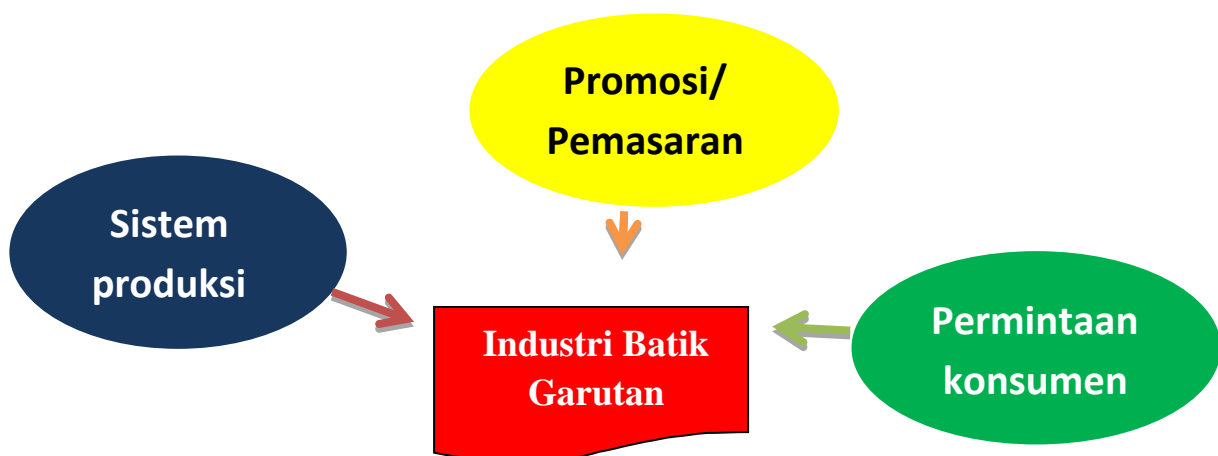 Promosi/
Pemasaran
Sistem
produksi
Industri Batik
Garutan
Permintaan
konsumen